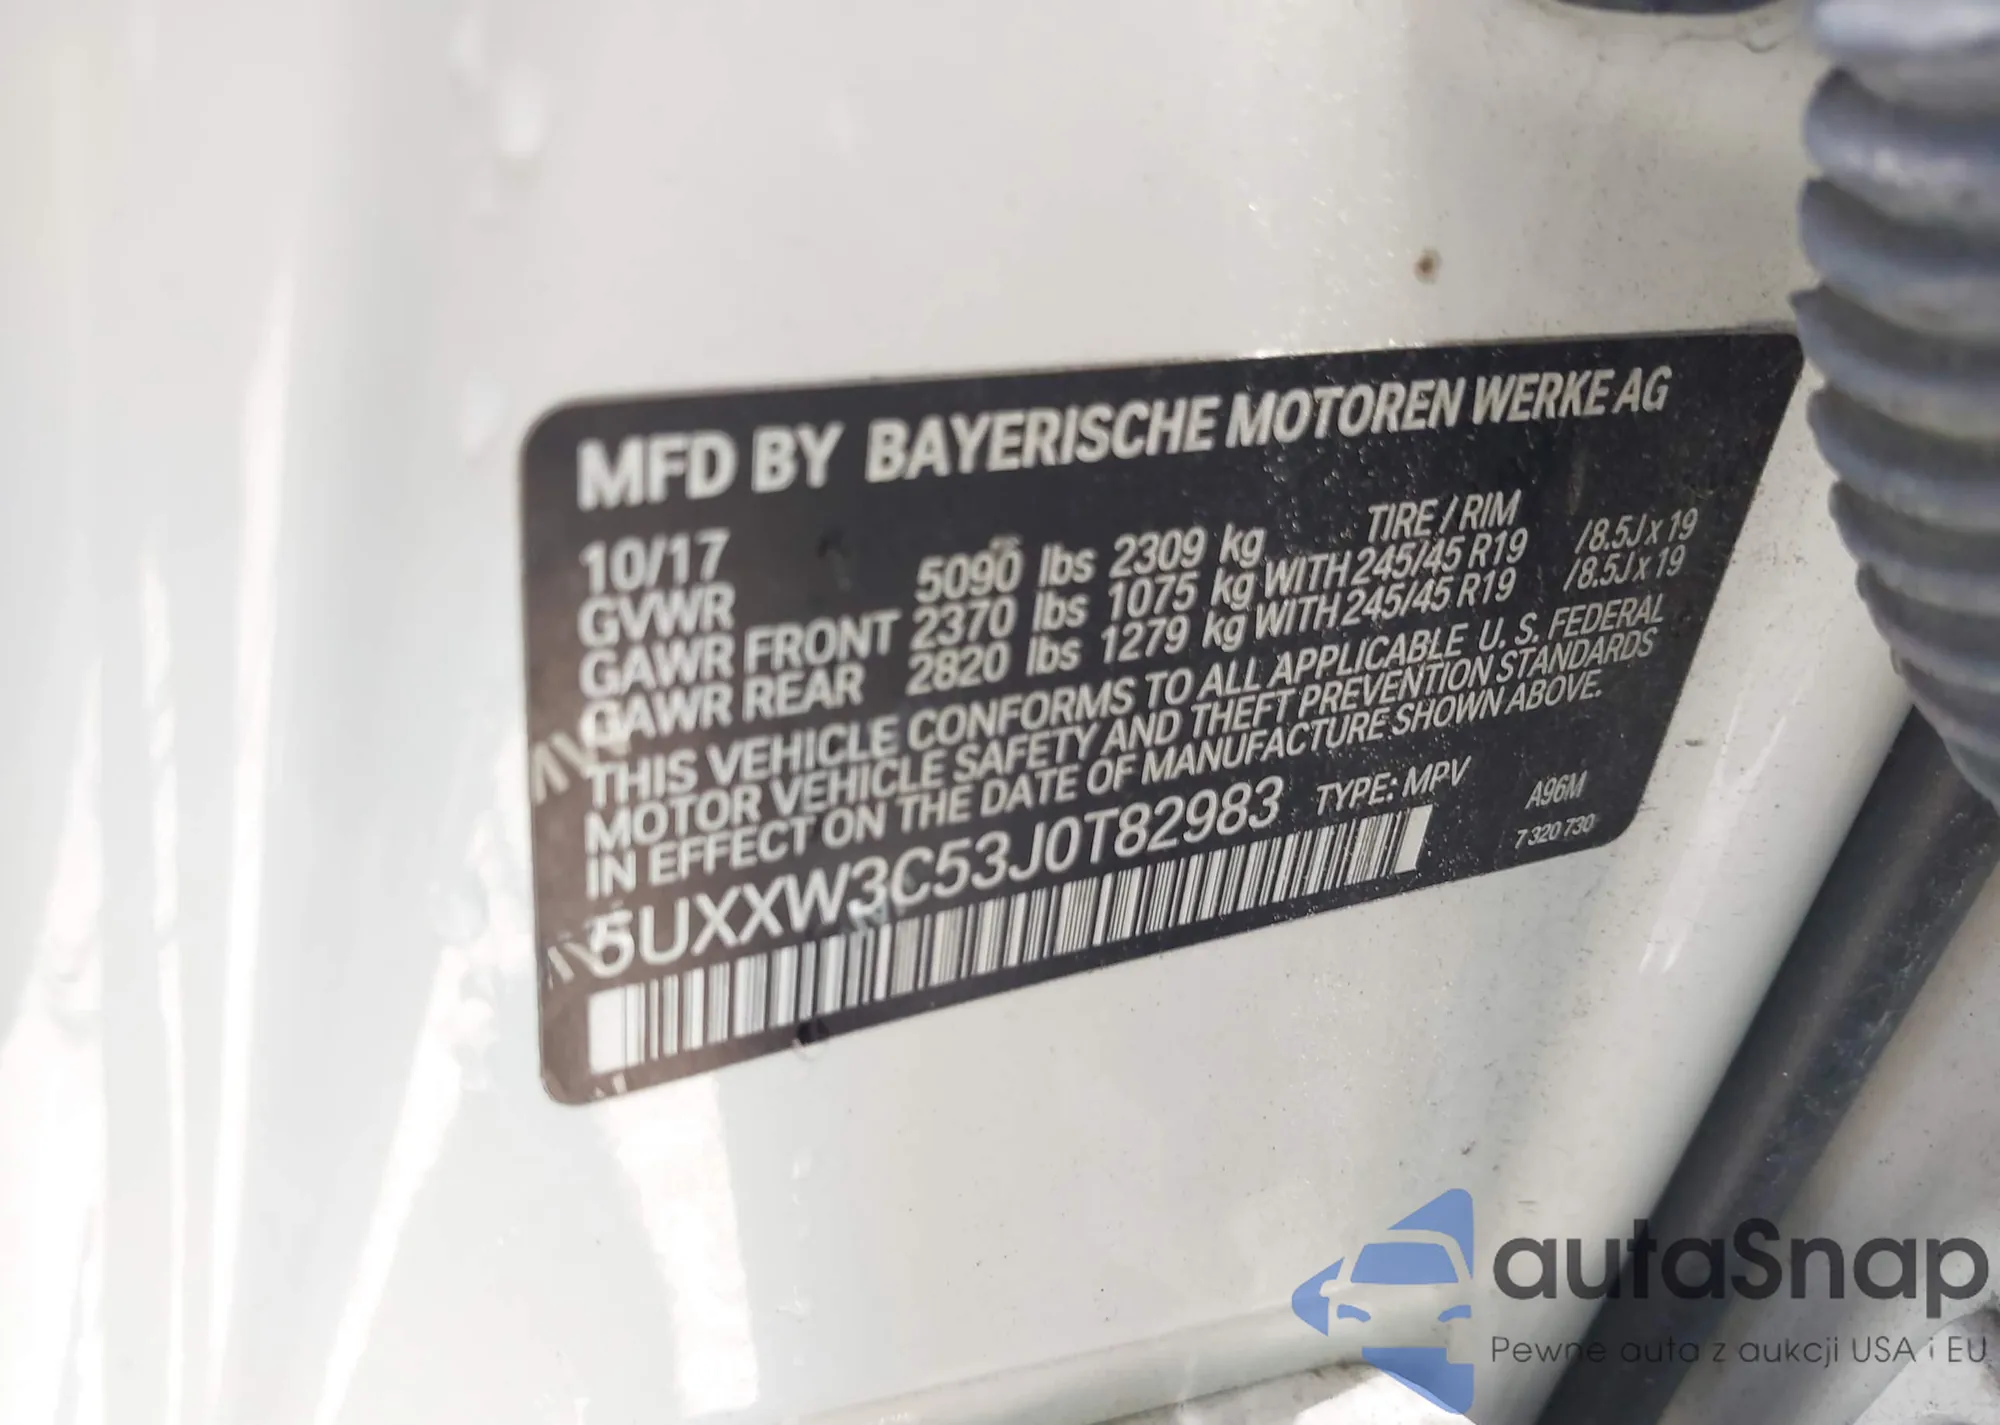 MFD BY BAYERISCHE MOTOREN WERKE AG
10/17 TIRE / RIM
GVWR 5090 lbs 2309 kg
GAWR FRONT 2370 lbs 1075 kg WITH 245/45 R19 /8.5J x 19
GAWR REAR 2820 lbs 1279 kg WITH 245/45 R19 /8.5J x 19
THIS VEHICLE CONFORMS TO ALL APPLICABLE U. S. FEDERAL
MOTOR VEHICLE SAFETY AND THEFT PREVENTION STANDARDS
IN EFFECT ON THE DATE OF MANUFACTURE SHOWN ABOVE.
5UXXW3C53J0T82983 TYPE: MPV A96M
7 320 730
autaSnap
Pewne auta z aukcji USA i EU